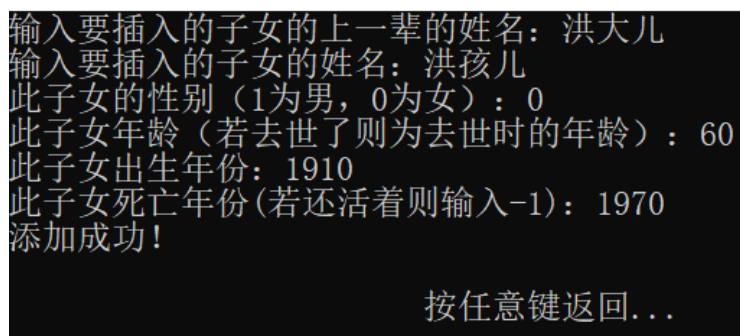 输入要插入的子女的上一辈的姓名：洪大儿
输入要插入的子女的姓名：洪孩儿
此子女的性别（1为男，0为女）：0
此子女年龄（若去世了则为去世时的年龄）：60
此子女出生年份：1910
此子女死亡年份(若还活着则输入-1)：1970
添加成功！
按任意键返回...